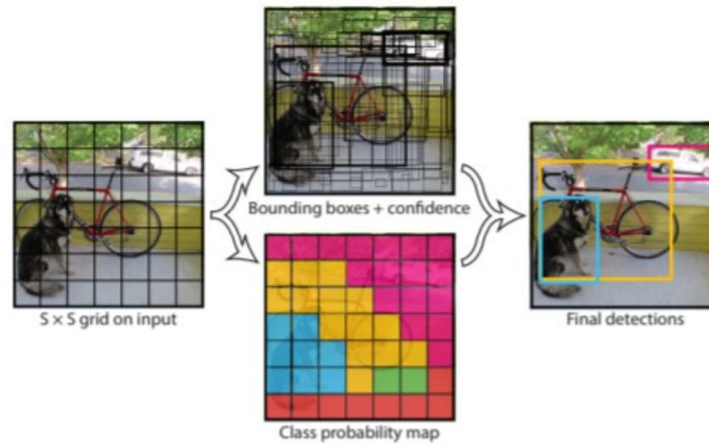 S × S grid on input
Bounding boxes + confidence
Class probability map
Final detections